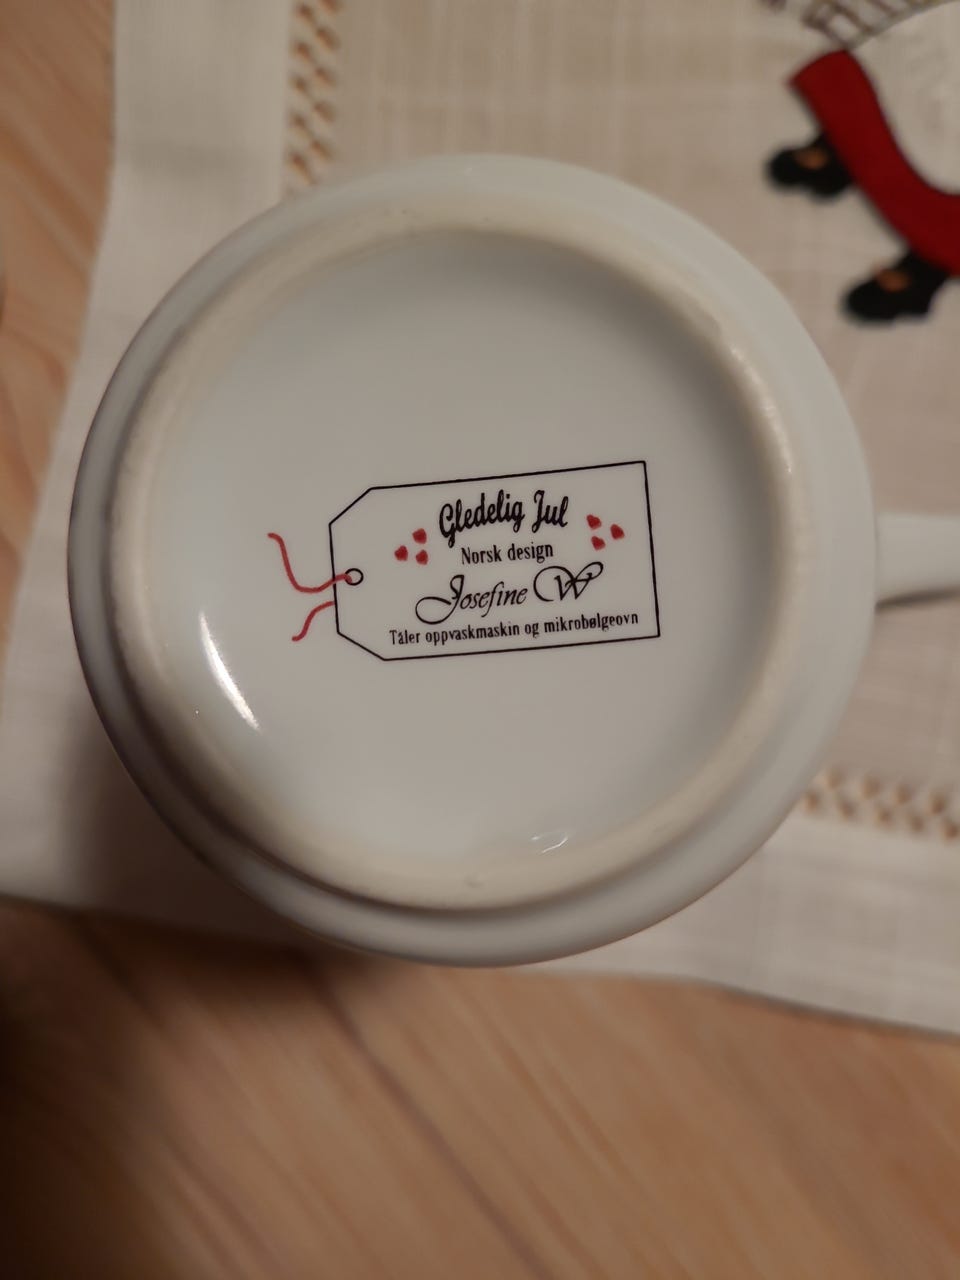 Gledelig Jul
Norsk design
Josefine W
Tåler oppvaskmaskin og mikrobølgeovn